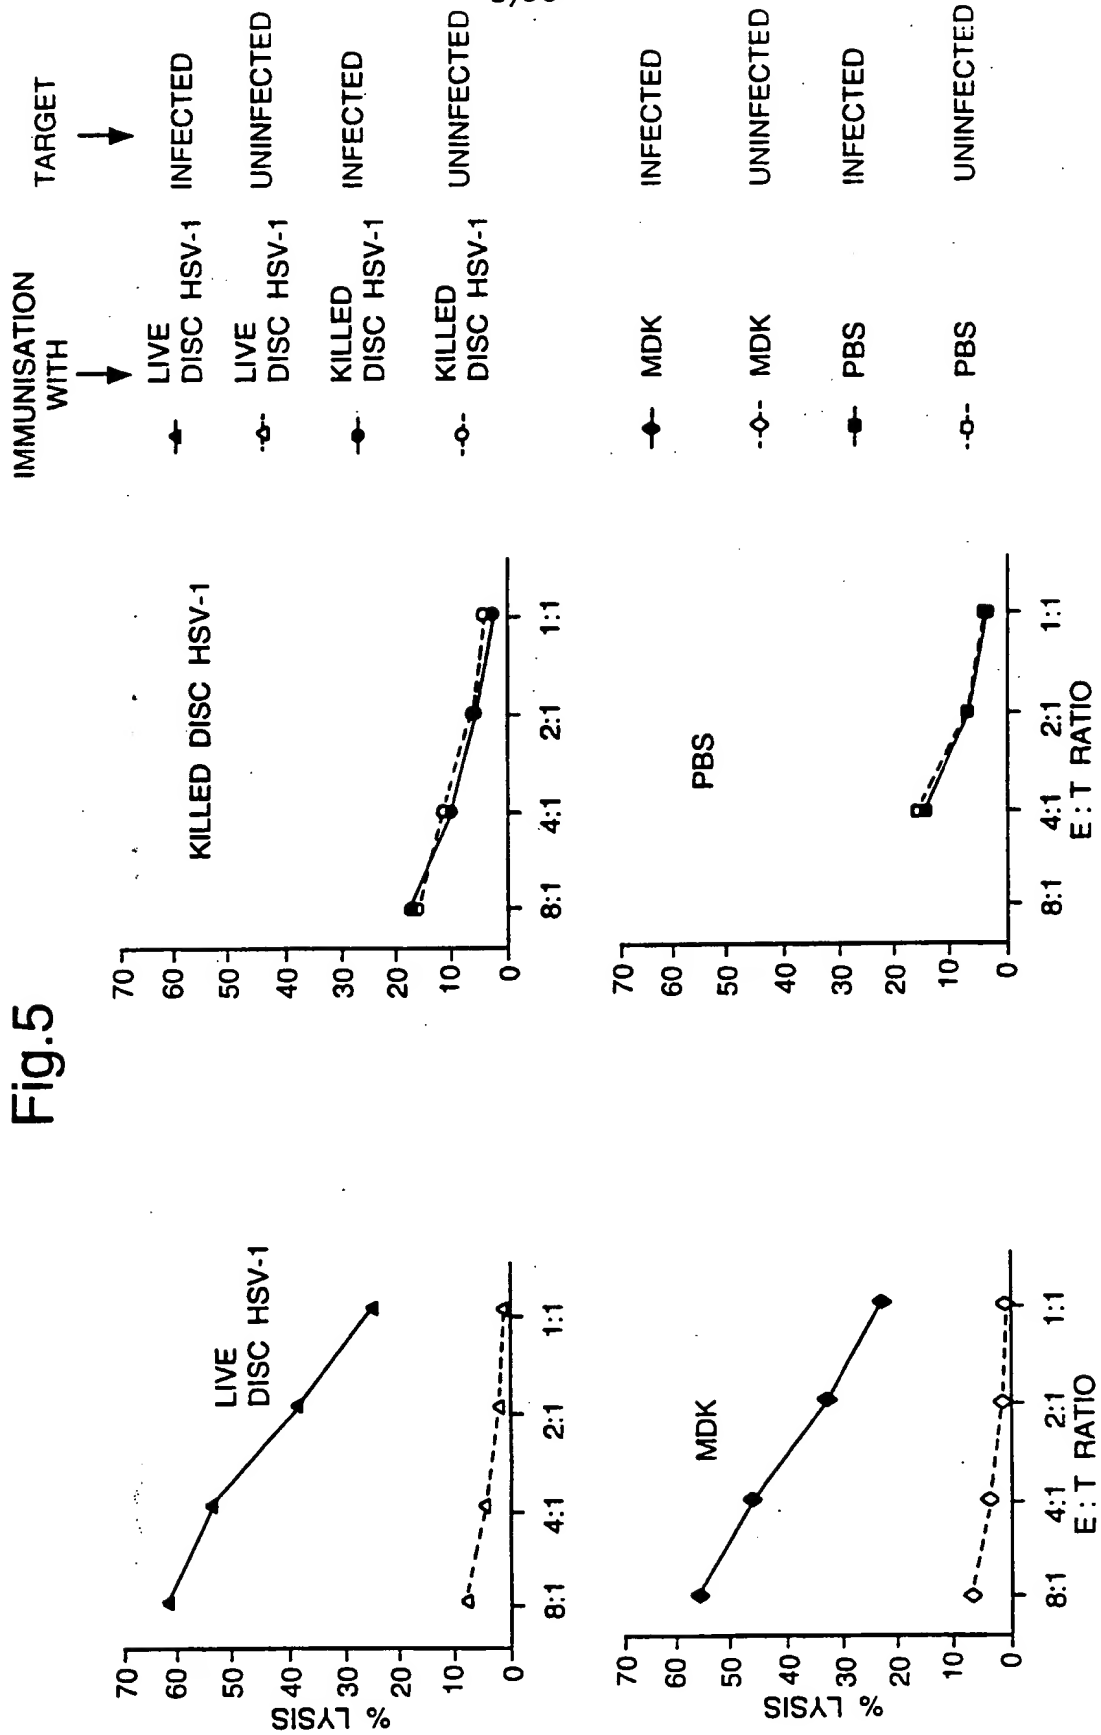 Fig.5
LIVE
DISC HSV-1
70
60
50
40
30
20
10
0
% LYSIS
8:1
4:1
2:1
1:1
KILLED DISC HSV-1
70
60
50
40
30
20
10
0
8:1
4:1
2:1
1:1
MDK
70
60
50
40
30
20
10
0
% LYSIS
8:1
4:1
2:1
1:1
E : T RATIO
PBS
70
60
50
40
30
20
10
0
8:1
4:1
2:1
1:1
E : T RATIO
IMMUNISATION
WITH
TARGET
LIVE
DISC HSV-1 INFECTED
LIVE
DISC HSV-1 UNINFECTED
KILLED
DISC HSV-1 INFECTED
KILLED
DISC HSV-1 UNINFECTED
MDK INFECTED
MDK UNINFECTED
PBS INFECTED
PBS UNINFECTED